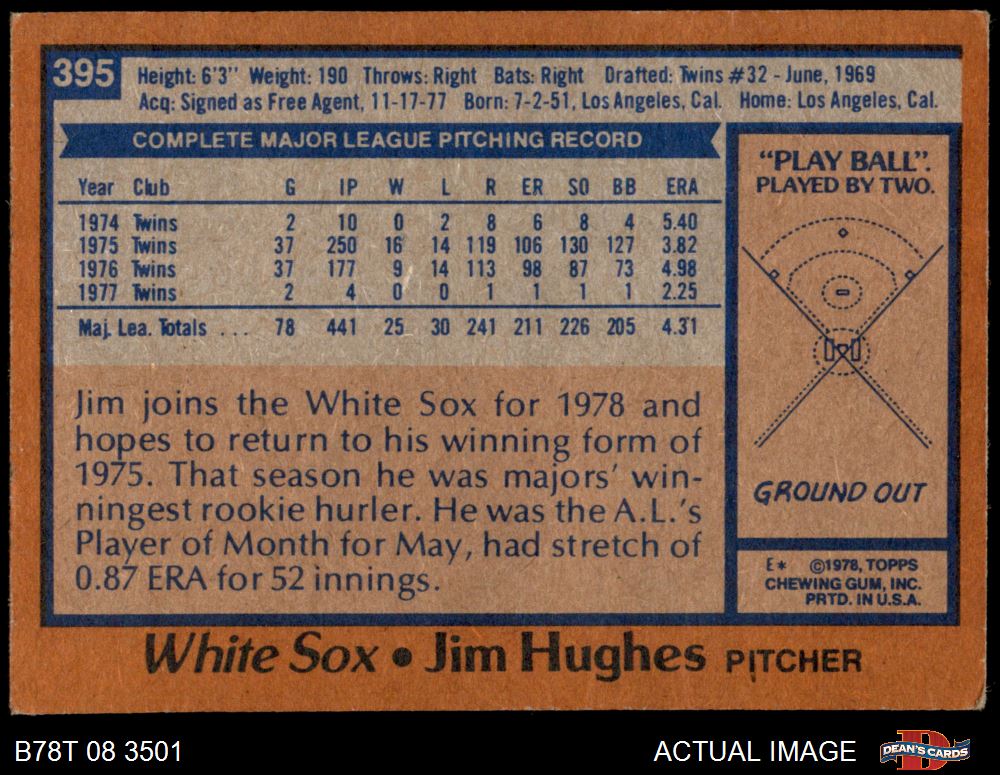 395
Height: 6'3" Weight: 190 Throws: Right Bats: Right Drafted: Twins #32 - June, 1969
Acq: Signed as Free Agent, 11-17-77 Born: 7-2-51, Los Angeles, Cal. Home: Los Angeles, Cal.
COMPLETE MAJOR LEAGUE PITCHING RECORD
Year Club G IP W L R ER SO BB ERA
1974 Twins 2 10 0 2 8 6 8 4 5.40
1975 Twins 37 250 16 14 119 106 130 127 3.82
1976 Twins 37 177 9 14 113 98 87 73 4.98
1977 Twins 2 4 0 0 1 1 1 1 2.25
Maj. Lea. Totals ... 78 441 25 30 241 211 226 205 4.31
Jim joins the White Sox for 1978 and
hopes to return to his winning form of
1975. That season he was majors' win-
ningest rookie hurler. He was the A.L.'s
Player of Month for May, had stretch of
0.87 ERA for 52 innings.
"PLAY BALL".
PLAYED BY TWO.
GROUND OUT
E* ©1978, TOPPS
CHEWING GUM, INC.
PRTD. IN U.S.A.
White Sox • Jim Hughes PITCHER
B78T 08 3501
ACTUAL IMAGE
DEAN'S CARDS